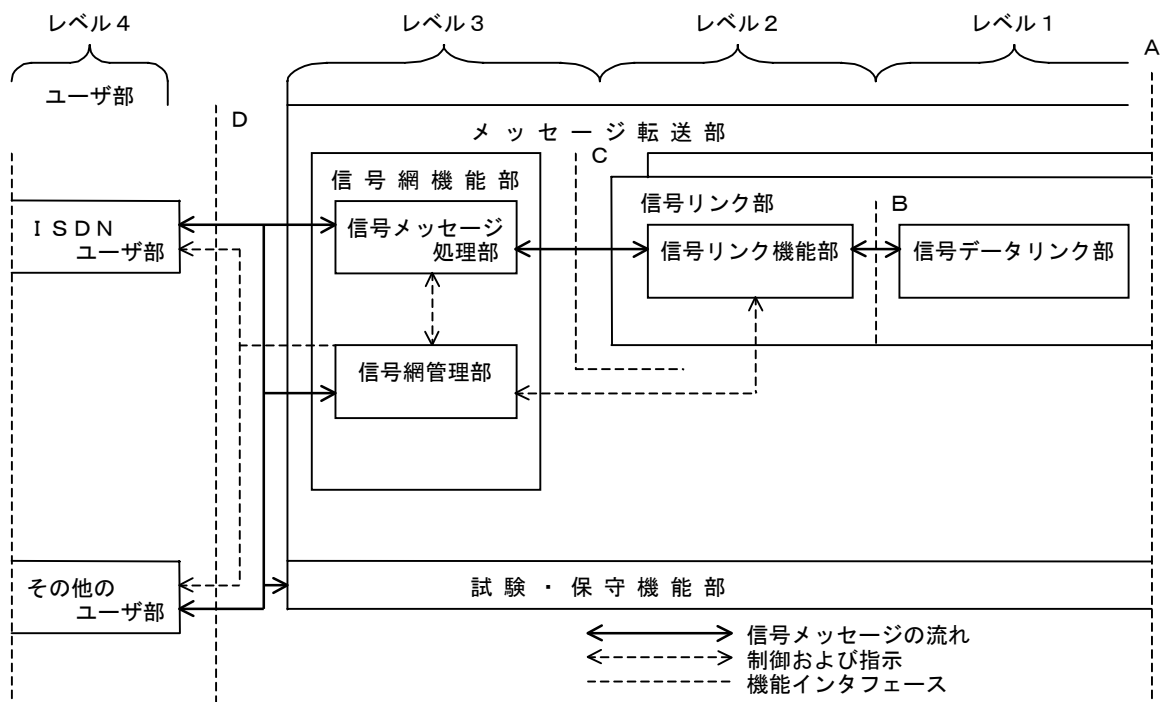 レベル４
レベル３
レベル２
レベル１
A
ユーザ部
D
メッセージ転送部
C
信号網機能部
信号リンク部
B
ＩＳＤＮ
ユーザ部
信号メッセージ
処理部
信号リンク機能部
信号データリンク部
信号網管理部
その他の
ユーザ部
試験・保守機能部
信号メッセージの流れ
制御および指示
機能インタフェース